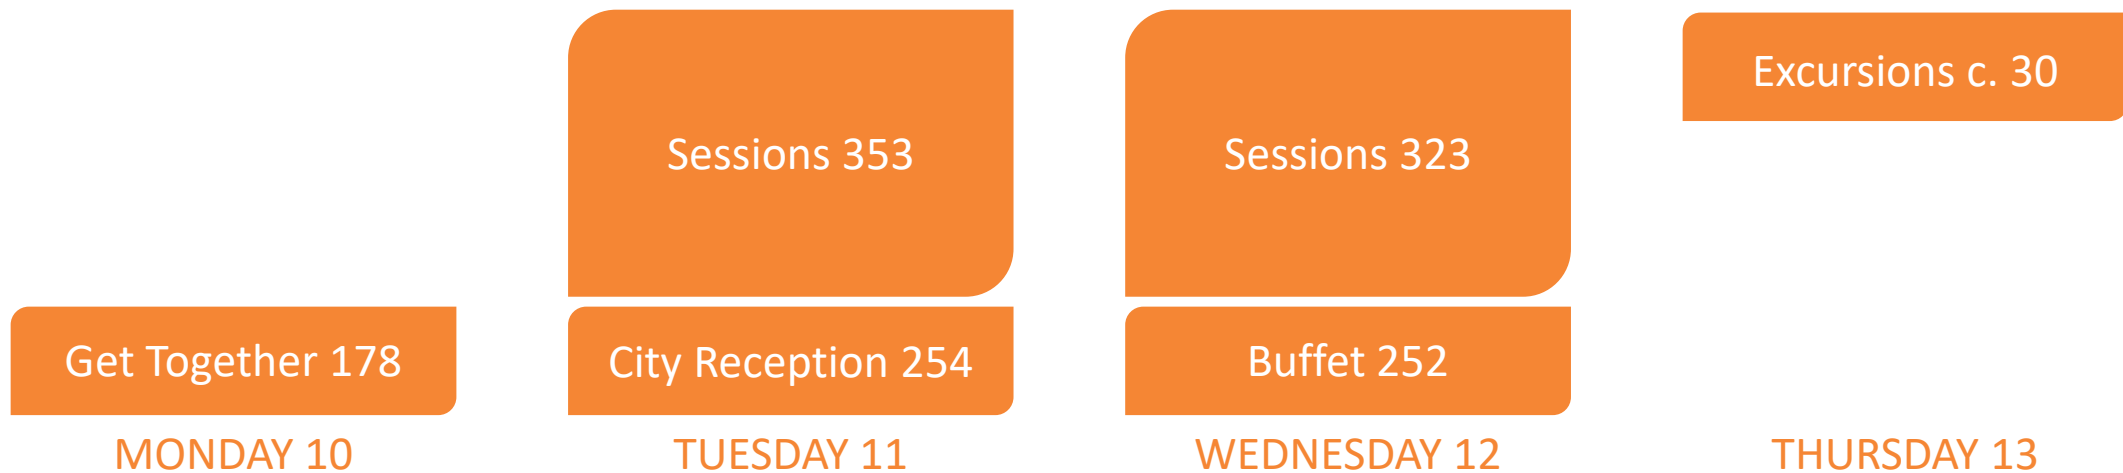 Get Together 178
MONDAY 10
Sessions 353
City Reception 254
TUESDAY 11
Sessions 323
Buffet 252
WEDNESDAY 12
Excursions c. 30
THURSDAY 13